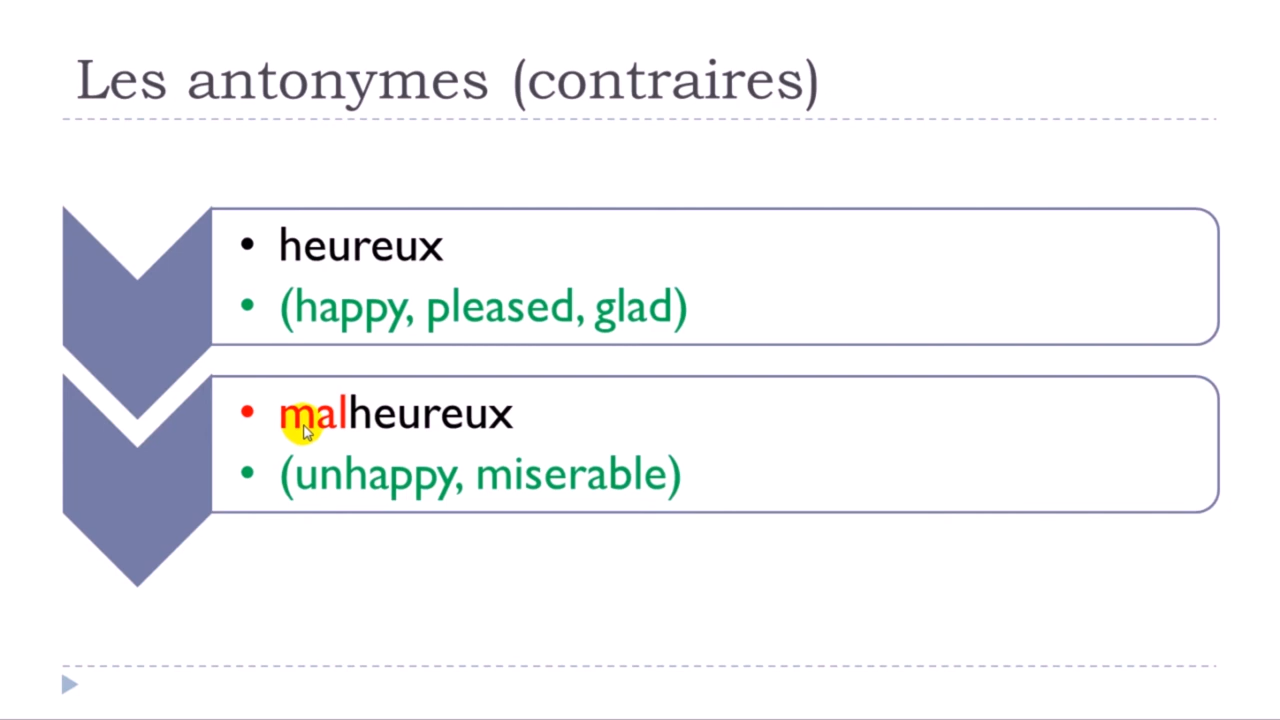 Les antonymes (contraires)
• heureux
• (happy, pleased, glad)
• malheureux
• (unhappy, miserable)